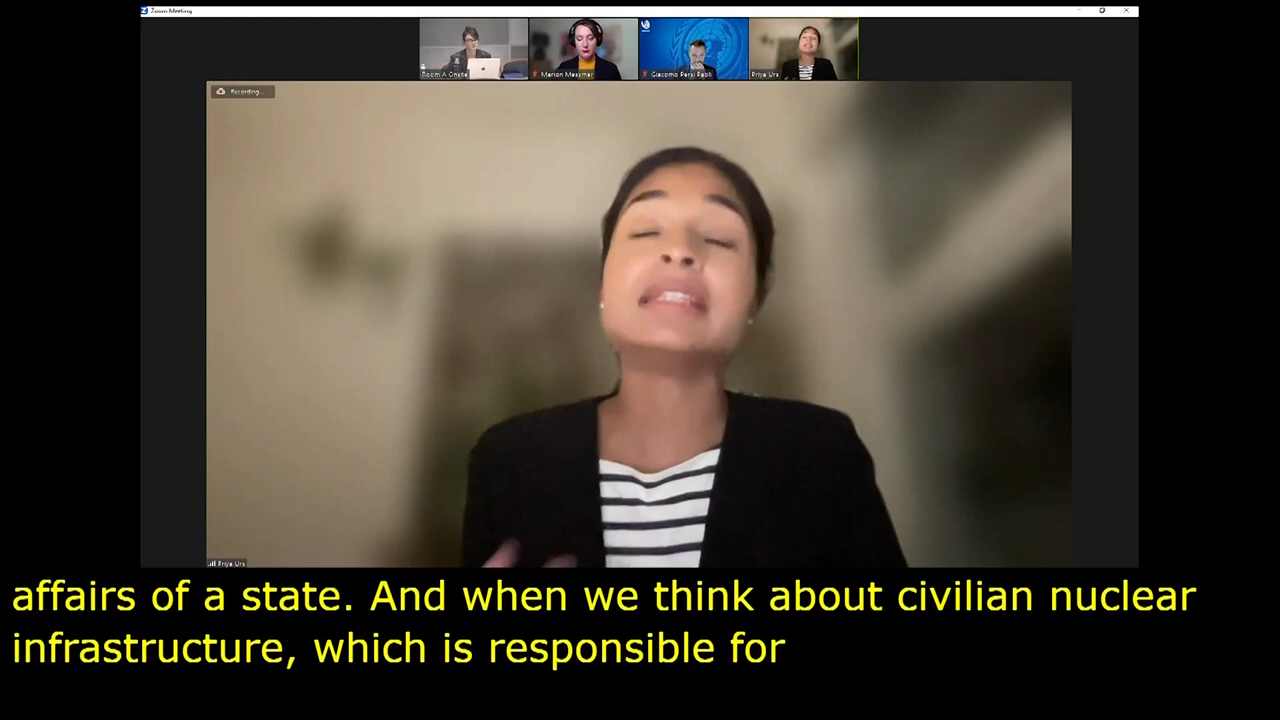 Zoom Meeting
Room A Onsite
Marion Messmer
Giacomo Persi Paoli
Priya Urs
Recording...
Priya Urs
affairs of a state. And when we think about civilian nuclear
infrastructure, which is responsible for